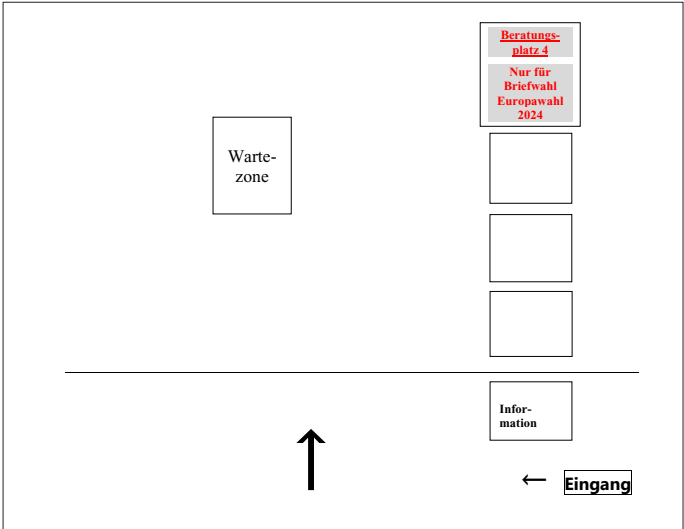 Beratungs-
platz 4
Nur für
Briefwahl
Europawahl
2024
Warte-
zone
Infor-
mation
← Eingang